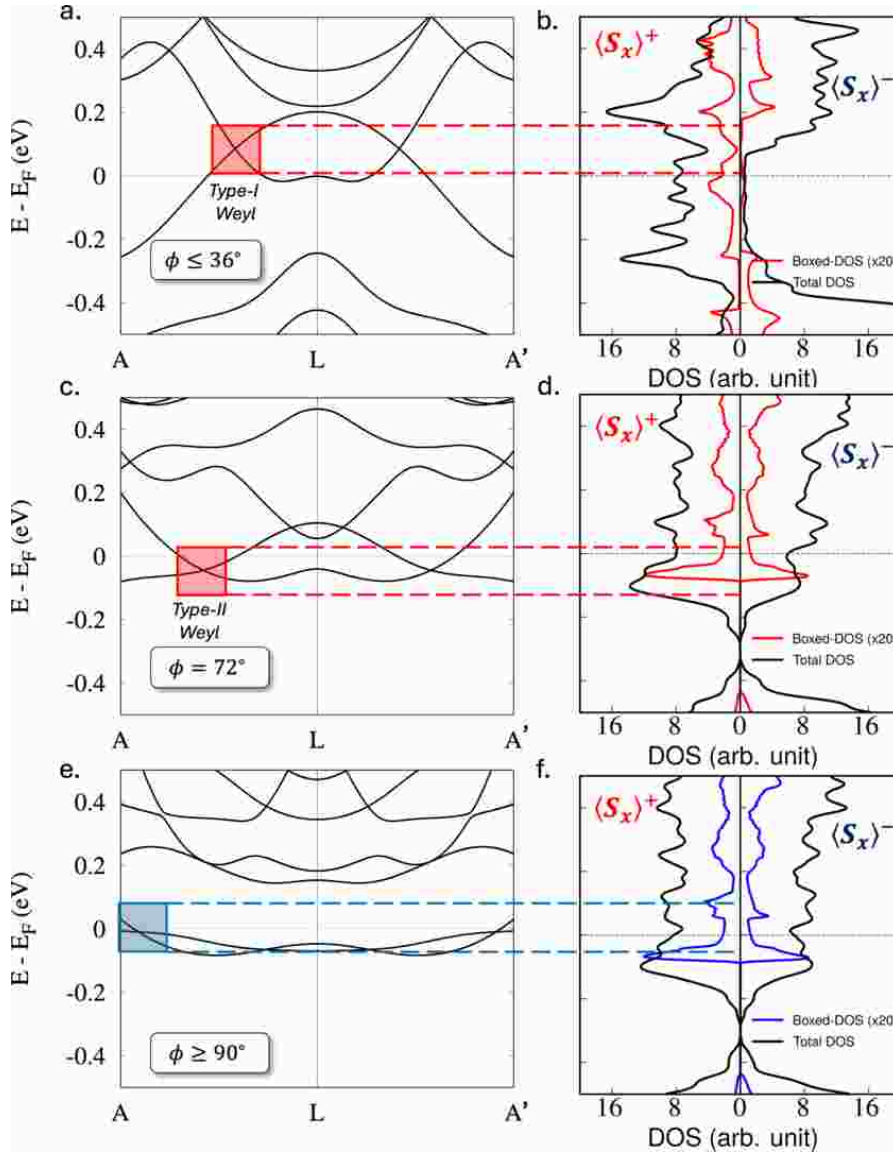 a.
b.
E - E_F (eV)
0.4
0.2
0
-0.2
-0.4
Type-I
Weyl
ϕ ≤ 36°
A
L
A'
⟨S_x⟩⁺
⟨S_x⟩⁻
Boxed-DOS (x20
Total DOS
16
8
0
8
16
DOS (arb. unit)
c.
d.
E - E_F (eV)
0.4
0.2
0
-0.2
-0.4
Type-II
Weyl
ϕ = 72°
A
L
A'
⟨S_x⟩⁺
⟨S_x⟩⁻
Boxed-DOS (x20
Total DOS
16
8
0
8
16
DOS (arb. unit)
e.
f.
E - E_F (eV)
0.4
0.2
0
-0.2
-0.4
ϕ ≥ 90°
A
L
A'
⟨S_x⟩⁺
⟨S_x⟩⁻
Boxed-DOS (x20
Total DOS
16
8
0
8
16
DOS (arb. unit)